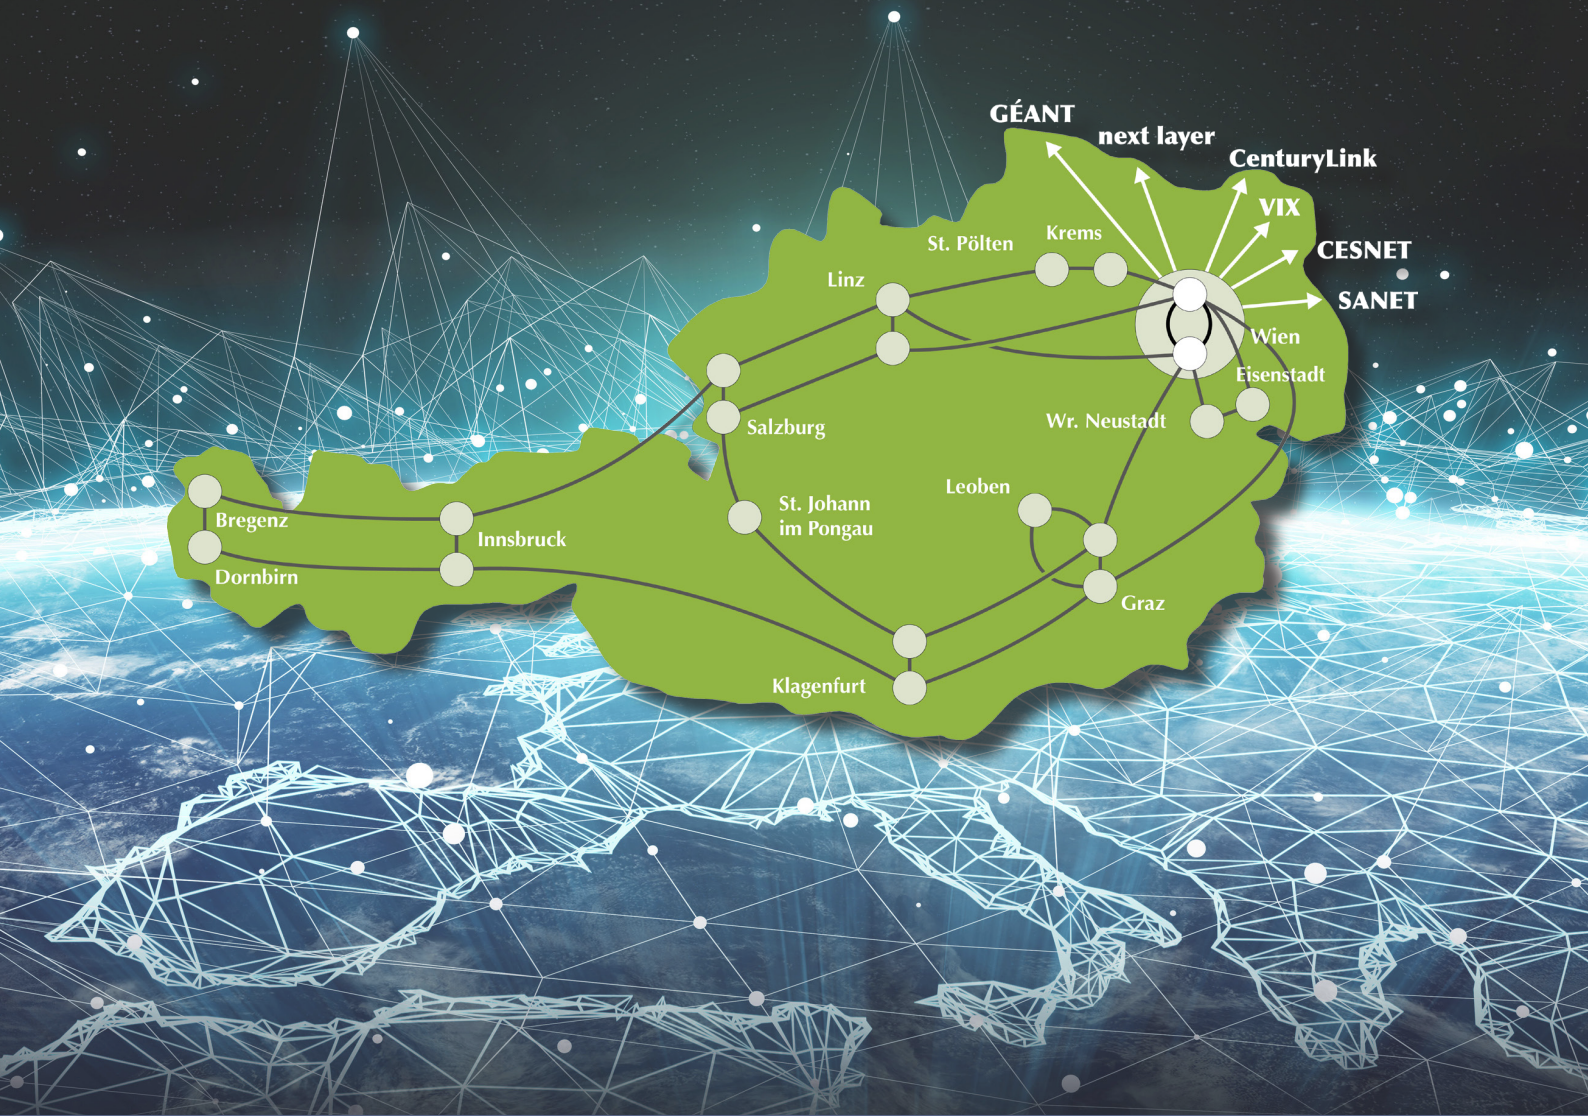 GÉANT
next layer
CenturyLink
VIX
CESNET
SANET
Krems
St. Pölten
Linz
Wien
Eisenstadt
Wr. Neustadt
Salzburg
Leoben
St. Johann
im Pongau
Bregenz
Innsbruck
Dornbirn
Graz
Klagenfurt